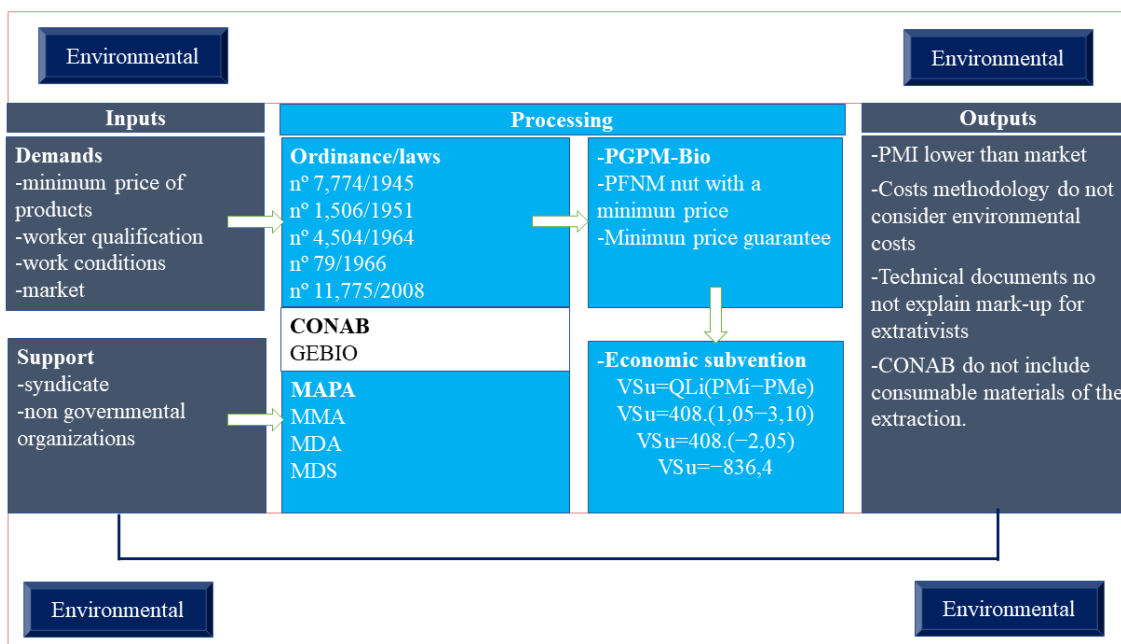 Environmental
Environmental
Inputs
Processing
Outputs
Demands
-minimum price of
products
-worker qualification
-work conditions
-market
Support
-syndicate
-non governmental
organizations
Ordinance/laws
nº 7,774/1945
nº 1,506/1951
nº 4,504/1964
nº 79/1966
nº 11,775/2008
CONAB
GEBIO
MAPA
MMA
MDA
MDS
-PGPM-Bio
-PFNM nut with a
minimun price
-Minimun price guarantee
-Economic subvention
VSu=QLi(PMi−PMe)
VSu=408.(1,05−3,10)
VSu=408.(−2,05)
VSu=−836,4
-PMI lower than market
-Costs methodology do not
consider environmental
costs
-Technical documents no
not explain mark-up for
extrativists
-CONAB do not include
consumable materials of the
extraction.
Environmental
Environmental